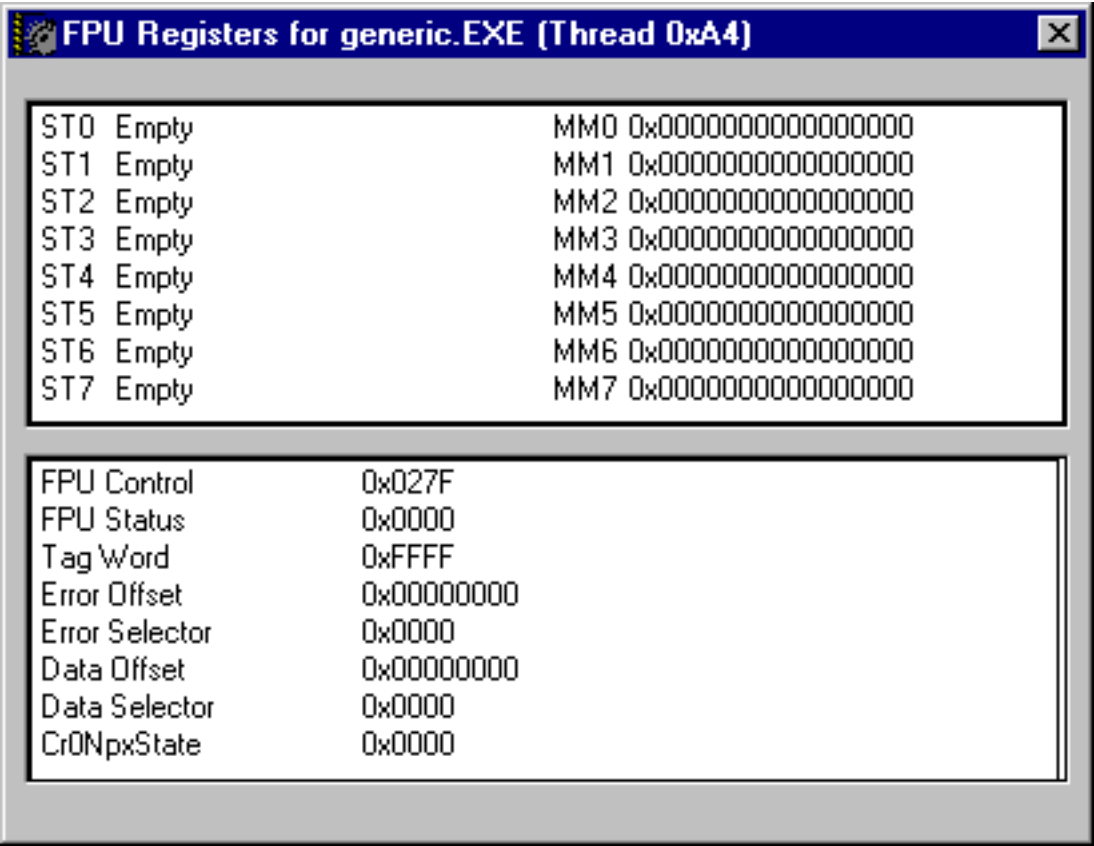 FPU Registers for generic.EXE (Thread 0xA4)
ST0 Empty MM0 0x0000000000000000
ST1 Empty MM1 0x0000000000000000
ST2 Empty MM2 0x0000000000000000
ST3 Empty MM3 0x0000000000000000
ST4 Empty MM4 0x0000000000000000
ST5 Empty MM5 0x0000000000000000
ST6 Empty MM6 0x0000000000000000
ST7 Empty MM7 0x0000000000000000
FPU Control 0x027F
FPU Status 0x0000
Tag Word 0xFFFF
Error Offset 0x00000000
Error Selector 0x0000
Data Offset 0x00000000
Data Selector 0x0000
Cr0NpxState 0x0000